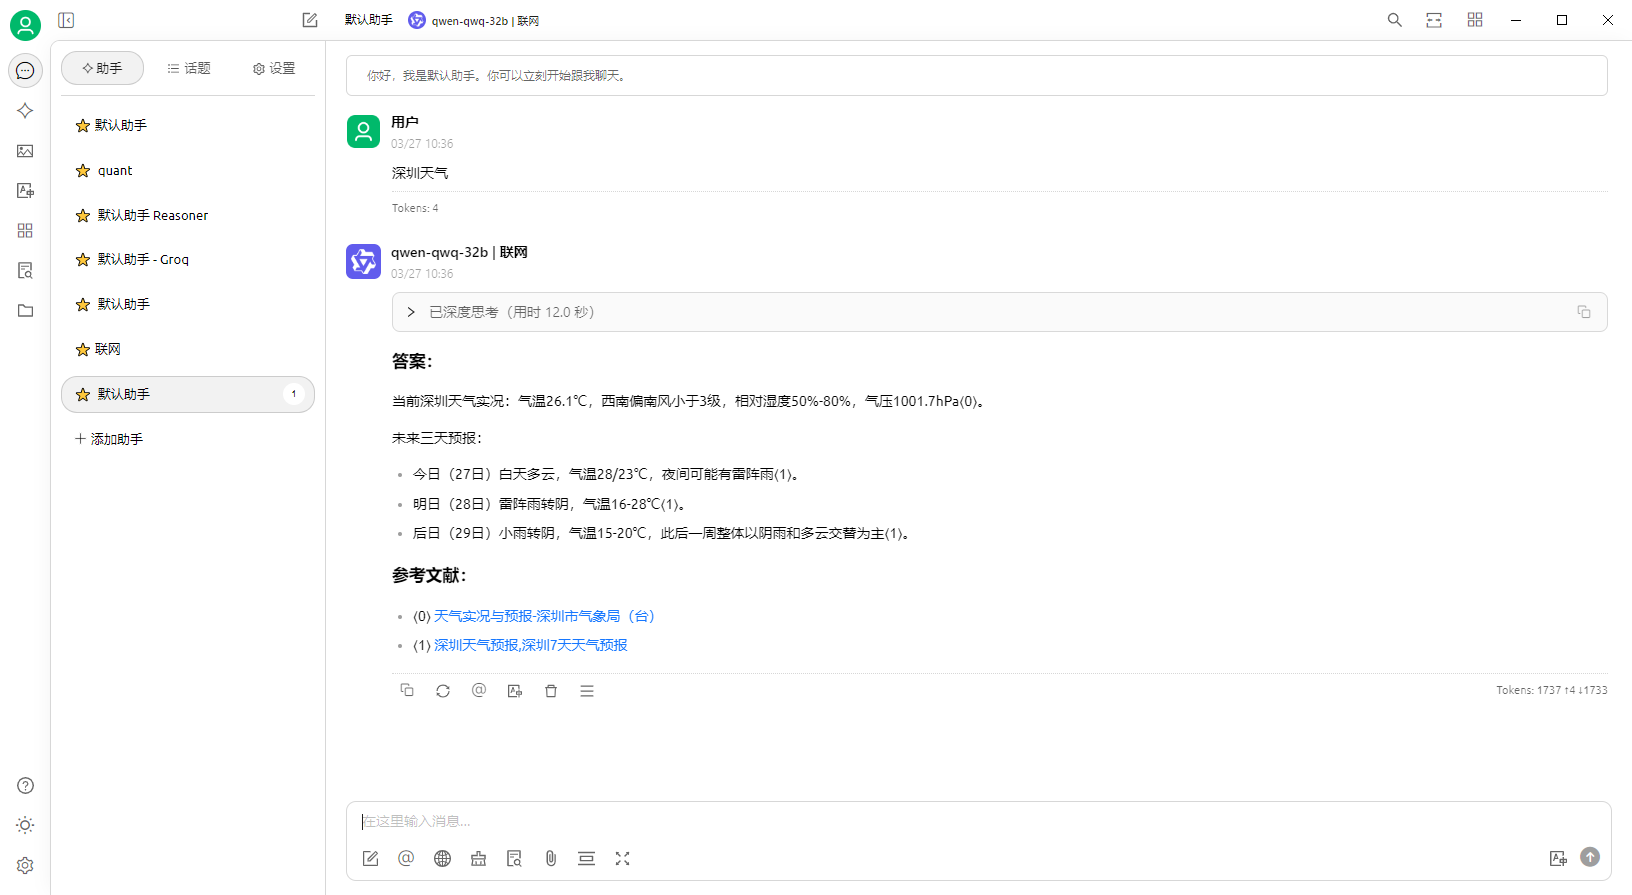 默认助手 qwen-qwq-32b | 联网
助手 话题 设置
默认助手
quant
默认助手 Reasoner
默认助手 - Groq
默认助手
联网
默认助手 1
添加助手
你好，我是默认助手。你可以立刻开始跟我聊天。
用户
03/27 10:36
深圳天气
Tokens: 4
qwen-qwq-32b | 联网
03/27 10:36
已深度思考（用时 12.0 秒）
答案：
当前深圳天气实况：气温26.1℃，西南偏南风小于3级，相对湿度50%-80%，气压1001.7hPa⟨0⟩。
未来三天预报：
• 今日（27日）白天多云，气温28/23℃，夜间可能有雷阵雨⟨1⟩。
• 明日（28日）雷阵雨转阴，气温16-28℃⟨1⟩。
• 后日（29日）小雨转阴，气温15-20℃，此后一周整体以阴雨和多云交替为主⟨1⟩。
参考文献：
• ⟨0⟩ 天气实况与预报-深圳市气象局（台）
• ⟨1⟩ 深圳天气预报,深圳7天天气预报
Tokens: 1737 ↑4 ↓1733
在这里输入消息...